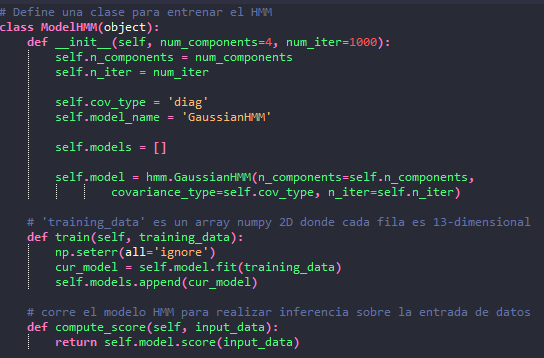 # Define una clase para entrenar el HMM
class ModelHMM(object):
    def __init__(self, num_components=4, num_iter=1000):
        self.n_components = num_components
        self.n_iter = num_iter

        self.cov_type = 'diag'
        self.model_name = 'GaussianHMM'

        self.models = []

        self.model = hmm.GaussianHMM(n_components=self.n_components,
                covariance_type=self.cov_type, n_iter=self.n_iter)

    # 'training_data' es un array numpy 2D donde cada fila es 13-dimensional
    def train(self, training_data):
        np.seterr(all='ignore')
        cur_model = self.model.fit(training_data)
        self.models.append(cur_model)

    # corre el modelo HMM para realizar inferencia sobre la entrada de datos
    def compute_score(self, input_data):
        return self.model.score(input_data)